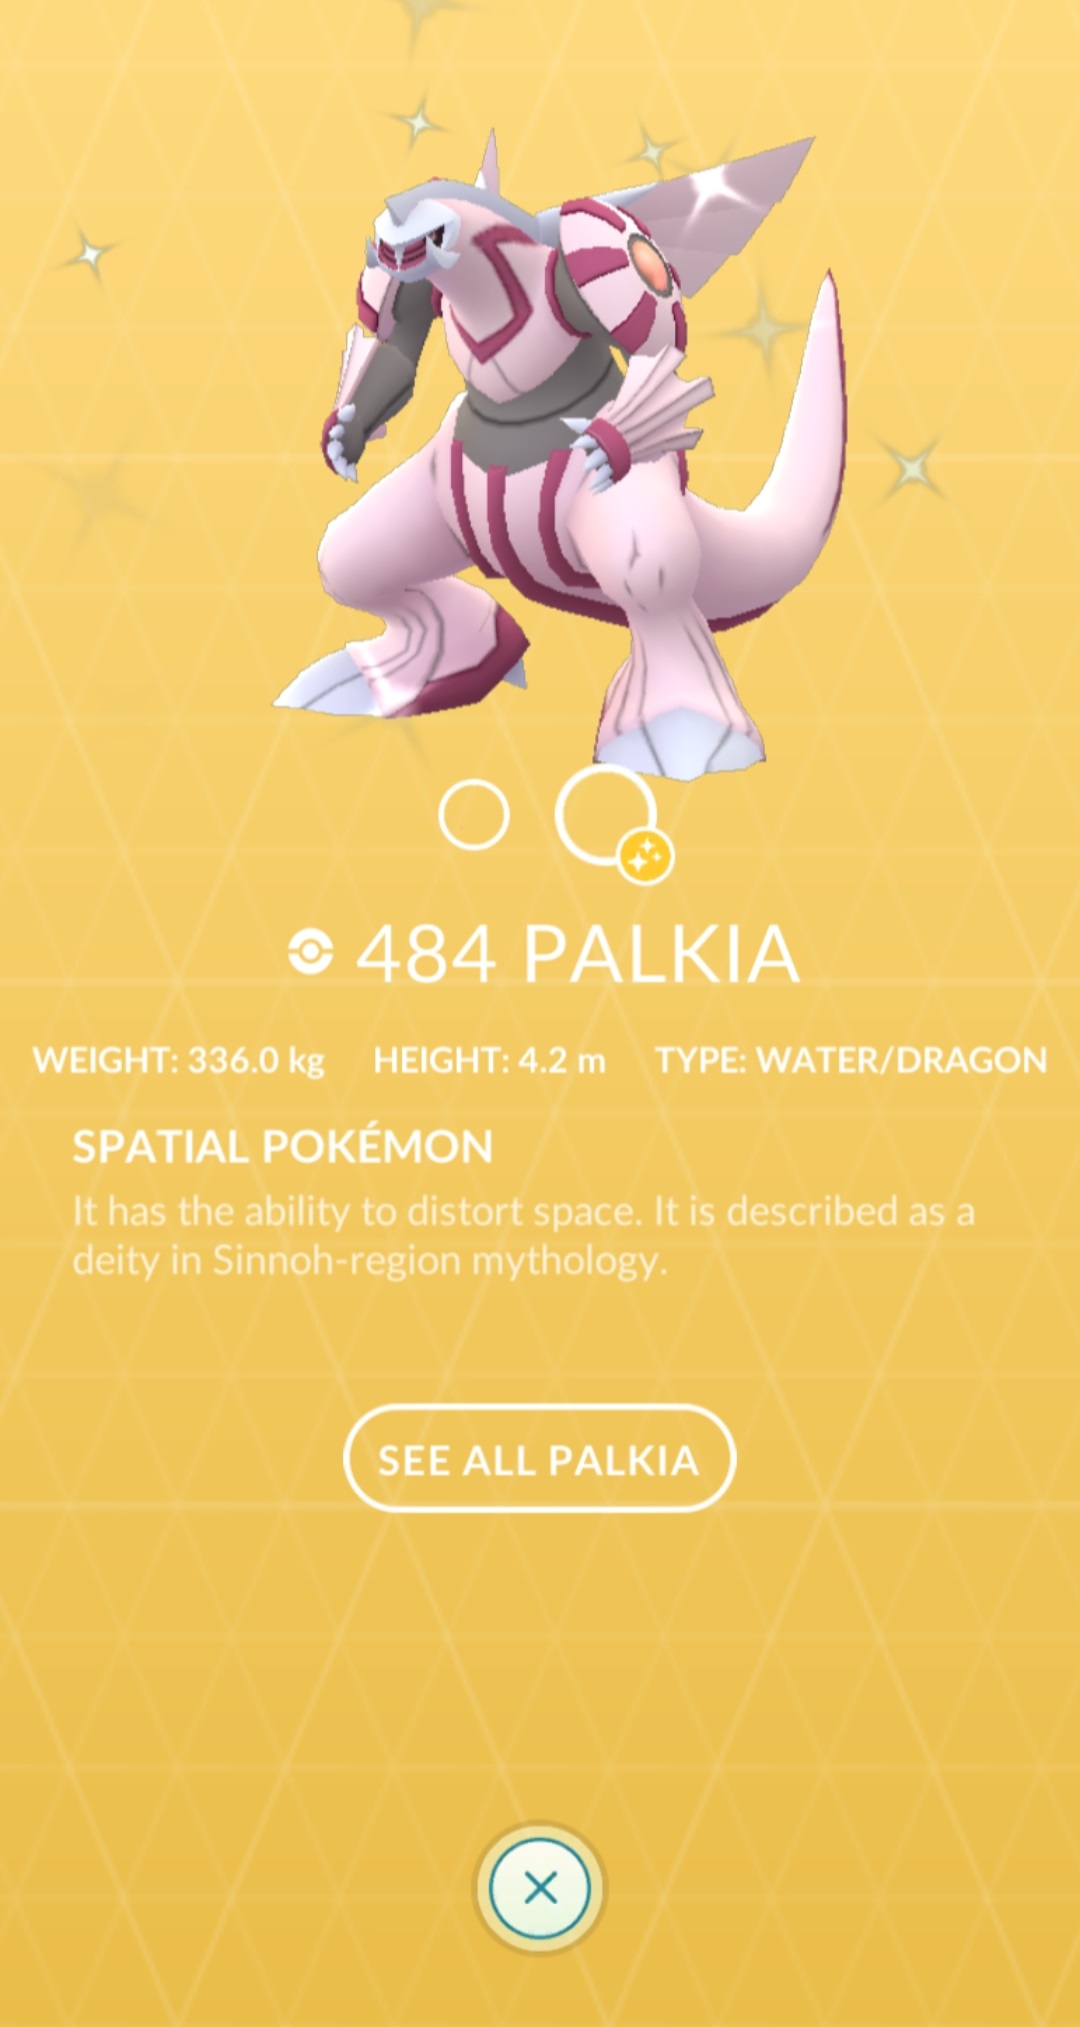 484 PALKIA
WEIGHT: 336.0 kg HEIGHT: 4.2 m TYPE: WATER/DRAGON
SPATIAL POKÉMON
It has the ability to distort space. It is described as a
deity in Sinnoh-region mythology.
SEE ALL PALKIA